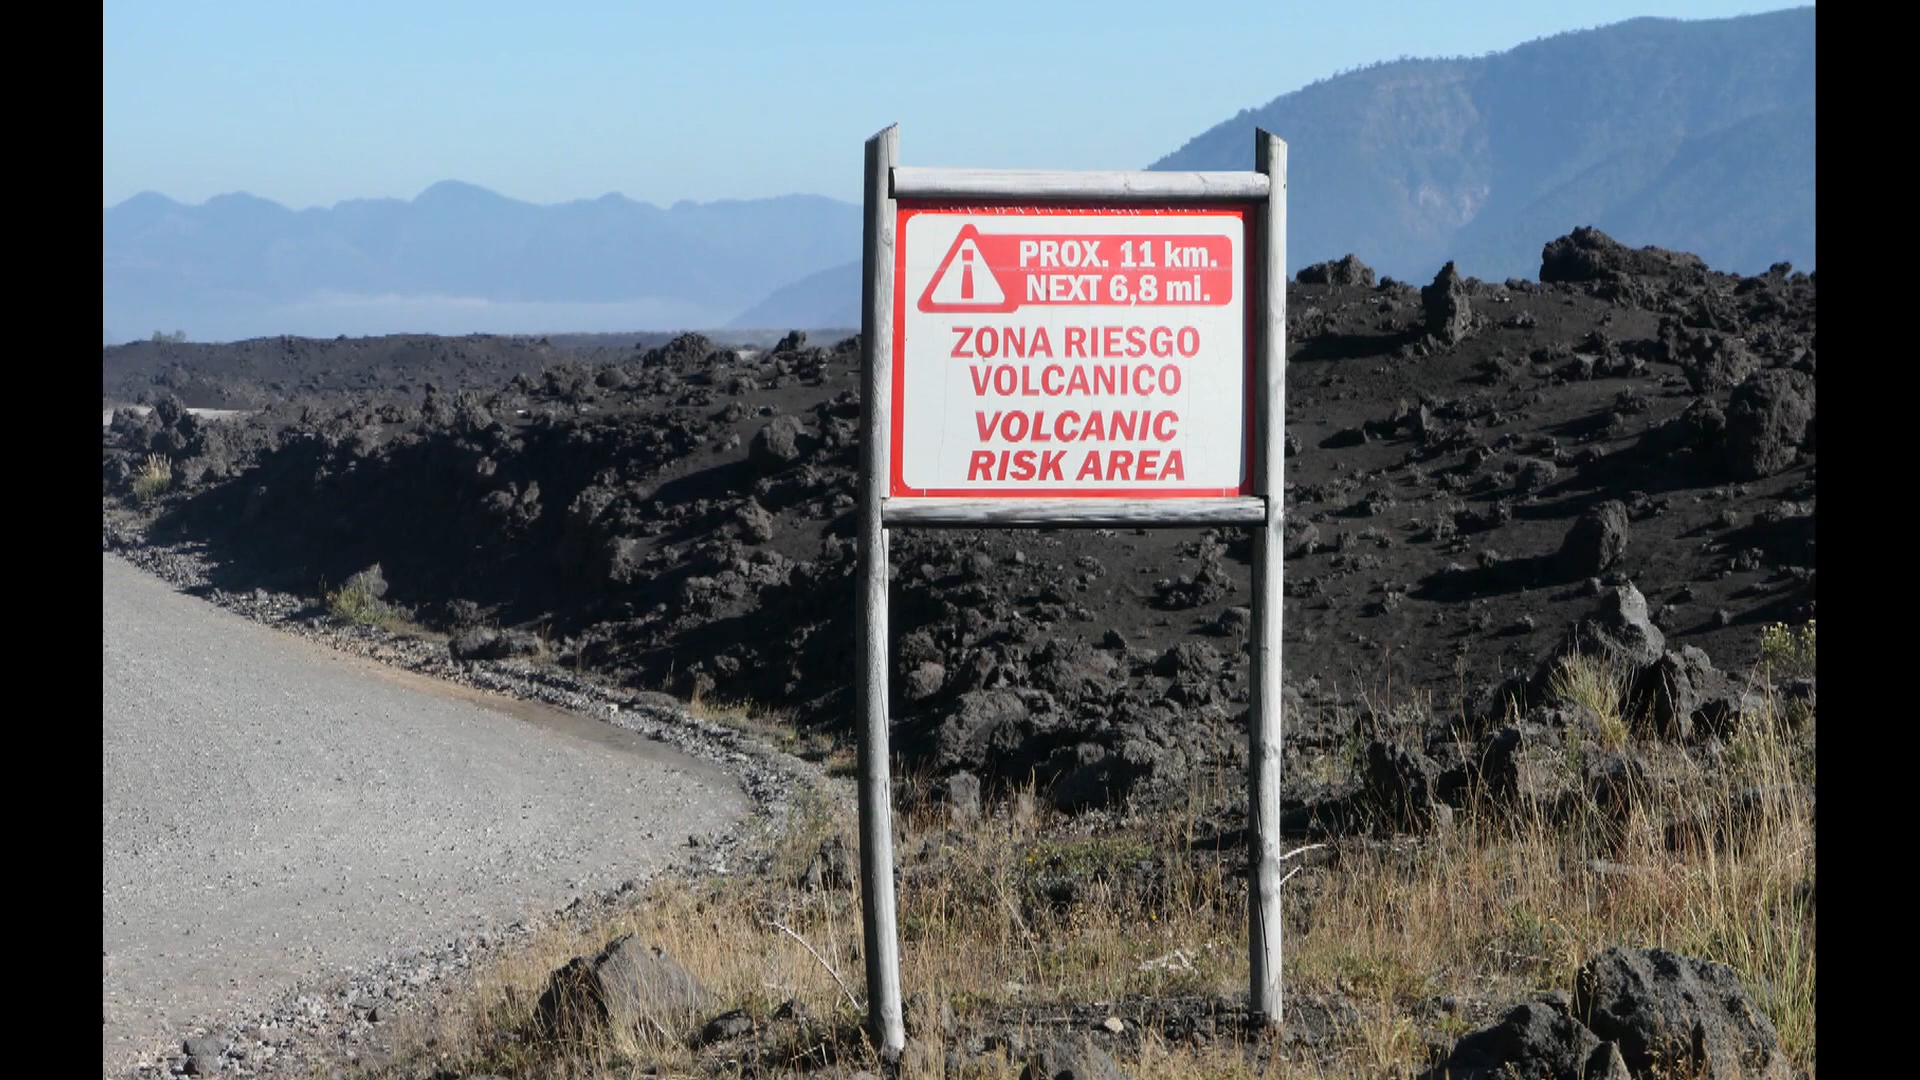 PROX. 11 km.
NEXT 6,8 mi.
ZONA RIESGO
VOLCANICO
VOLCANIC
RISK AREA